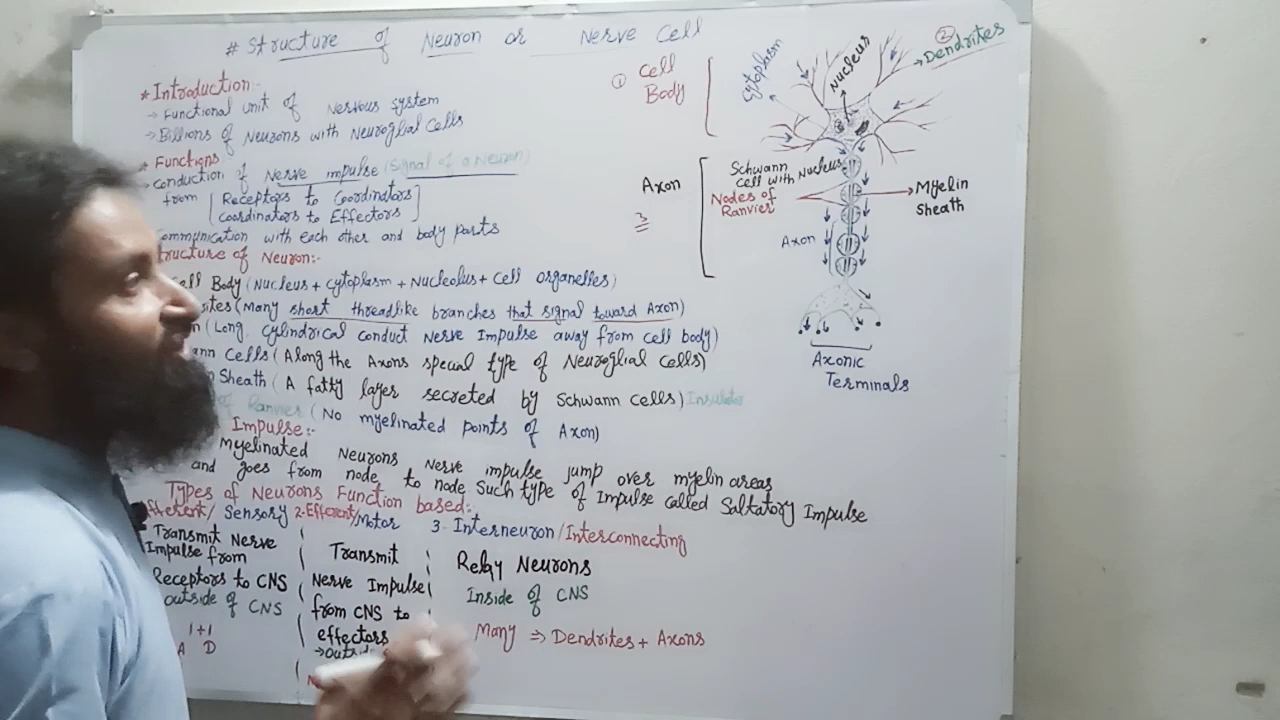 # Structure of Neuron or Nerve Cell
* Introduction:-
→ Functional unit of Nervous system
→ Billions of Neurons with Neuroglial Cells
* Functions
→ Conduction of Nerve impulse (Signal of a Neuron)
from [Receptors to Coordinators
Coordinators to Effectors]
ommunication with each other and body parts
tructure of Neuron:-
ell Body (Nucleus + Cytoplasm + Nucleolus + Cell organelles)
ites (Many short threadlike branches that signal toward Axon)
n (Long, Cylindrical conduct Nerve Impulse away from cell body)
ann Cells (Along the Axons special type of Neuroglial cells)
Sheath (A fatty layer secreted by Schwann cells)
of Ranvier (No myelinated points of Axon)
Impulse:-
Myelinated Neurons Nerve impulse jump over myelin areas
and goes from node to node such type of Impulse called Saltatory Impulse
Types of Neurons Function based:-
/ Sensory 2-Efferent/Motor 3- Interneuron/Interconnecting
Transmit Nerve
Impulse from
Receptors to CNS
outside of CNS
1+1
A D
Transmit
Nerve Impulse
from CNS to
effectors
Relay Neurons
Inside of CNS
Many ⇒ Dendrites + Axons
① Cell
Body
Cytoplasm
Nucleus
②
→Dendrites
Axon
3
Schwann
Cell with Nucleus
Nodes of
Ranvier
Myelin
Sheath
Axon
Axonic
Terminals